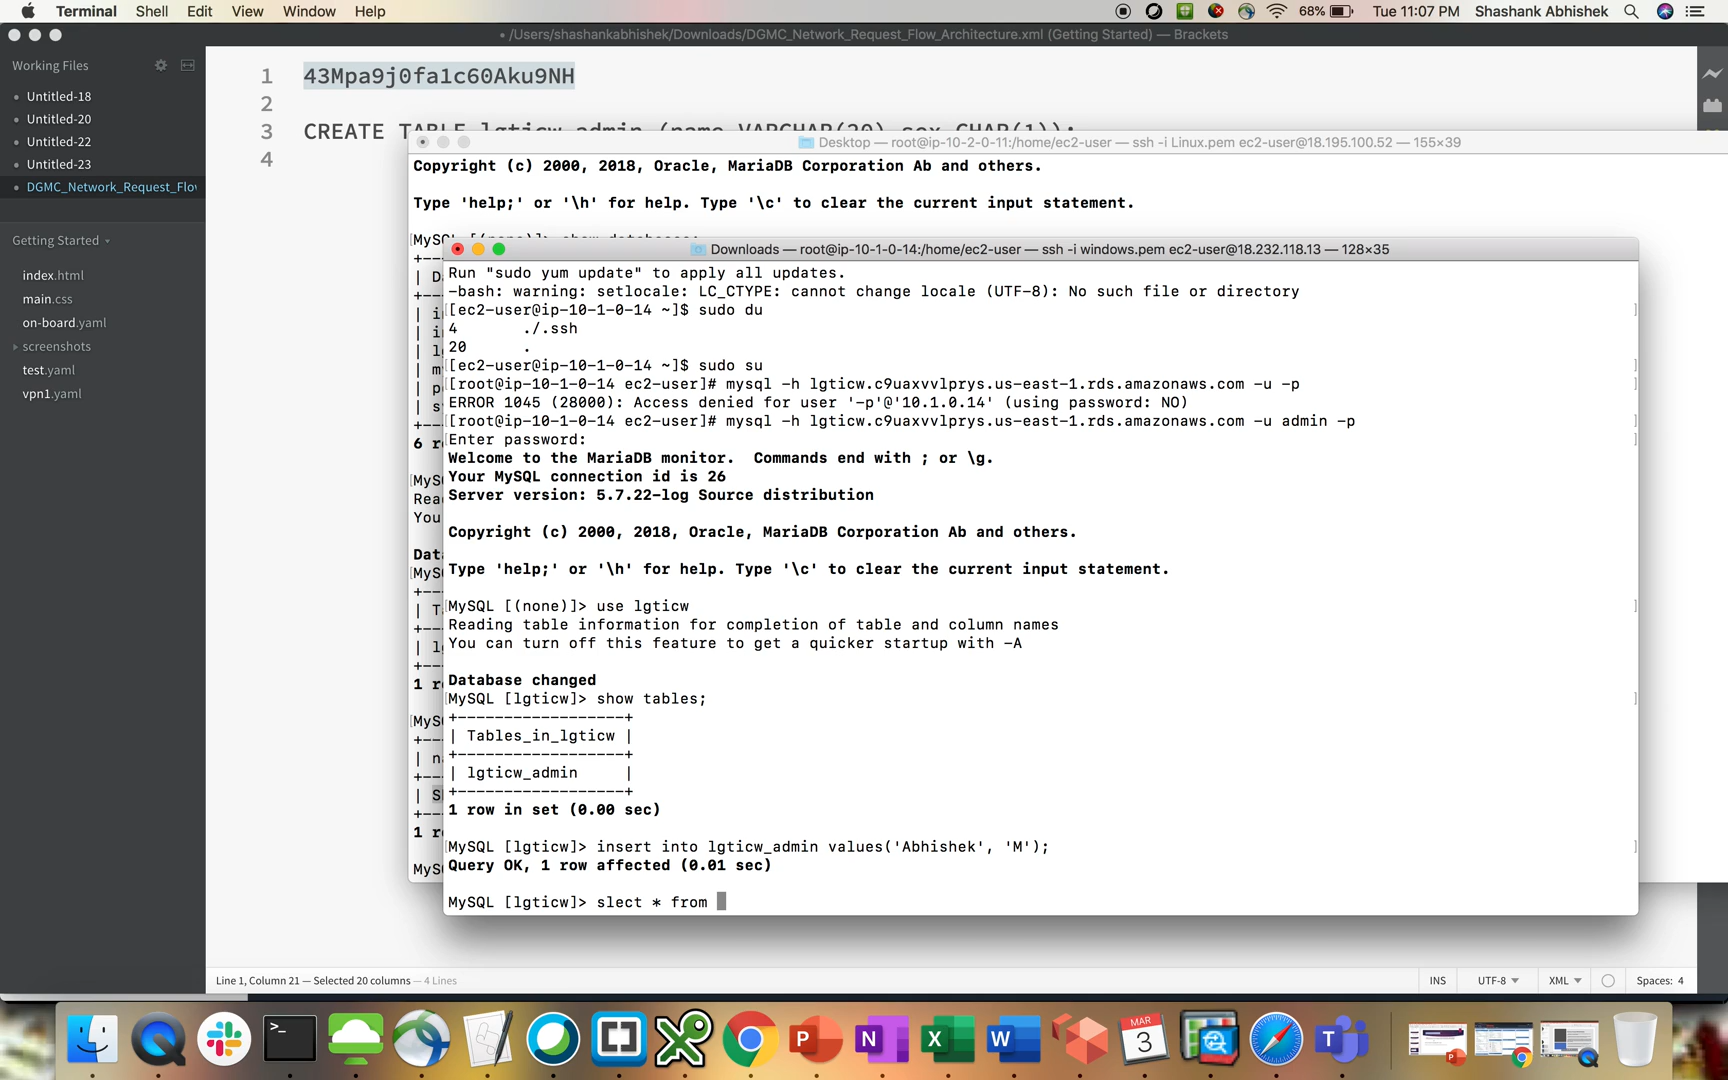 Terminal Shell Edit View Window Help 68% Tue 11:07 PM Shashank Abhishek
• /Users/shashankabhishek/Downloads/DGMC_Network_Request_Flow_Architecture.xml (Getting Started) — Brackets
Working Files
Untitled-18
Untitled-20
Untitled-22
Untitled-23
DGMC_Network_Request_Flo
Getting Started
index.html
main.css
on-board.yaml
screenshots
test.yaml
vpn1.yaml
1 43Mpa9j0fa1c60Aku9NH
2
3 CREATE TABLE lgticw_admin (name VARCHAR(20) sex CHAR(1));
4
Desktop — root@ip-10-2-0-11:/home/ec2-user — ssh -i Linux.pem ec2-user@18.195.100.52 — 155×39
Copyright (c) 2000, 2018, Oracle, MariaDB Corporation Ab and others.
Type 'help;' or '\h' for help. Type '\c' to clear the current input statement.
Downloads — root@ip-10-1-0-14:/home/ec2-user — ssh -i windows.pem ec2-user@18.232.118.13 — 128×35
Run "sudo yum update" to apply all updates.
-bash: warning: setlocale: LC_CTYPE: cannot change locale (UTF-8): No such file or directory
[ec2-user@ip-10-1-0-14 ~]$ sudo du
4 ./.ssh
20 .
[ec2-user@ip-10-1-0-14 ~]$ sudo su
[root@ip-10-1-0-14 ec2-user]# mysql -h lgticw.c9uaxvvlprys.us-east-1.rds.amazonaws.com -u -p
ERROR 1045 (28000): Access denied for user '-p'@'10.1.0.14' (using password: NO)
[root@ip-10-1-0-14 ec2-user]# mysql -h lgticw.c9uaxvvlprys.us-east-1.rds.amazonaws.com -u admin -p
Enter password:
Welcome to the MariaDB monitor. Commands end with ; or \g.
Your MySQL connection id is 26
Server version: 5.7.22-log Source distribution
Copyright (c) 2000, 2018, Oracle, MariaDB Corporation Ab and others.
Type 'help;' or '\h' for help. Type '\c' to clear the current input statement.
MySQL [(none)]> use lgticw
Reading table information for completion of table and column names
You can turn off this feature to get a quicker startup with -A
Database changed
MySQL [lgticw]> show tables;
+------------------+
| Tables_in_lgticw |
+------------------+
| lgticw_admin     |
+------------------+
1 row in set (0.00 sec)
MySQL [lgticw]> insert into lgticw_admin values('Abhishek', 'M');
Query OK, 1 row affected (0.01 sec)
MySQL [lgticw]> slect * from
Line 1, Column 21 — Selected 20 columns — 4 Lines INS UTF-8 XML Spaces: 4
MAR
3